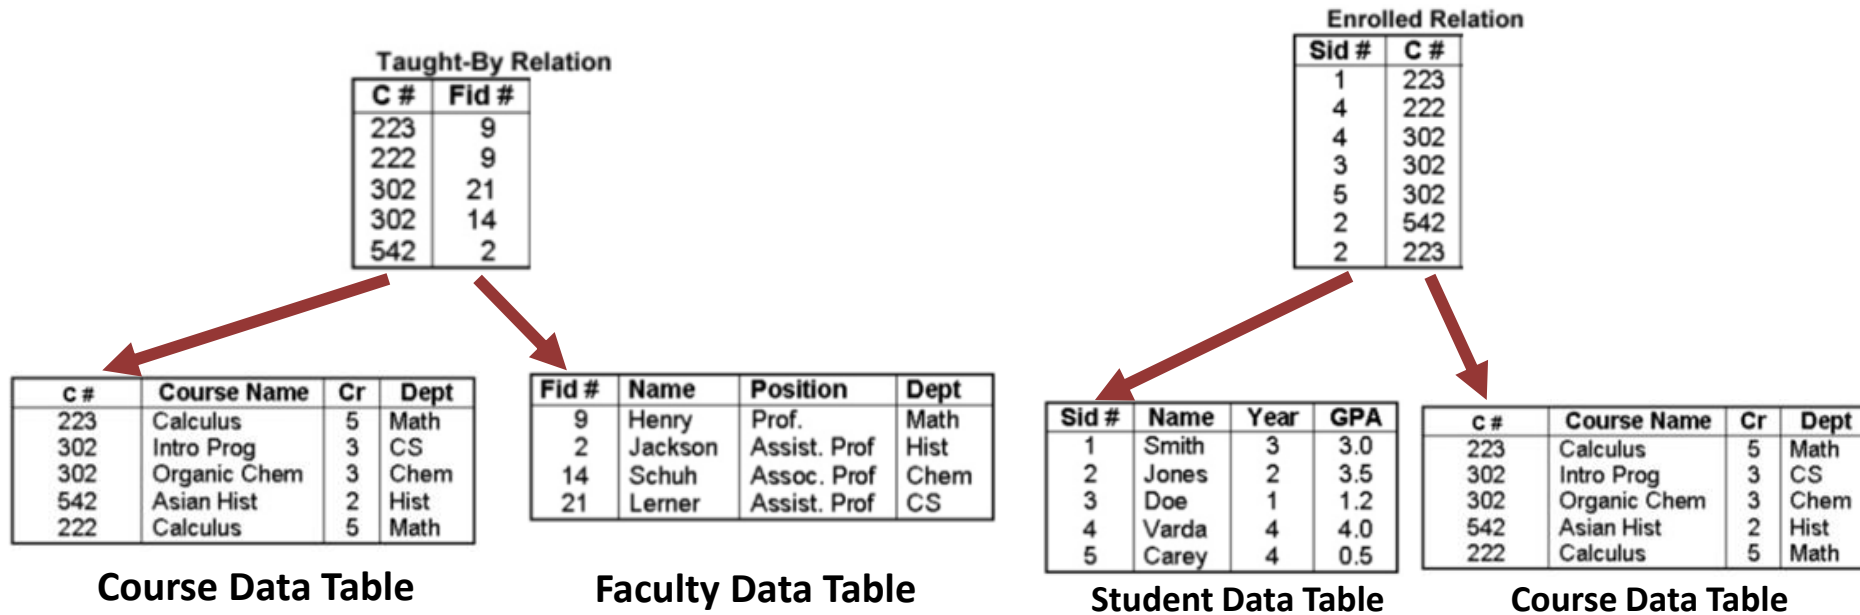 Taught-By Relation
C # Fid #
223 9
222 9
302 21
302 14
542 2
Enrolled Relation
Sid # C #
1 223
4 222
4 302
3 302
5 302
2 542
2 223
C # Course Name Cr Dept
223 Calculus 5 Math
302 Intro Prog 3 CS
302 Organic Chem 3 Chem
542 Asian Hist 2 Hist
222 Calculus 5 Math
Course Data Table
Fid # Name Position Dept
9 Henry Prof. Math
2 Jackson Assist. Prof Hist
14 Schuh Assoc. Prof Chem
21 Lerner Assist. Prof CS
Faculty Data Table
Sid # Name Year GPA
1 Smith 3 3.0
2 Jones 2 3.5
3 Doe 1 1.2
4 Varda 4 4.0
5 Carey 4 0.5
Student Data Table
C # Course Name Cr Dept
223 Calculus 5 Math
302 Intro Prog 3 CS
302 Organic Chem 3 Chem
542 Asian Hist 2 Hist
222 Calculus 5 Math
Course Data Table